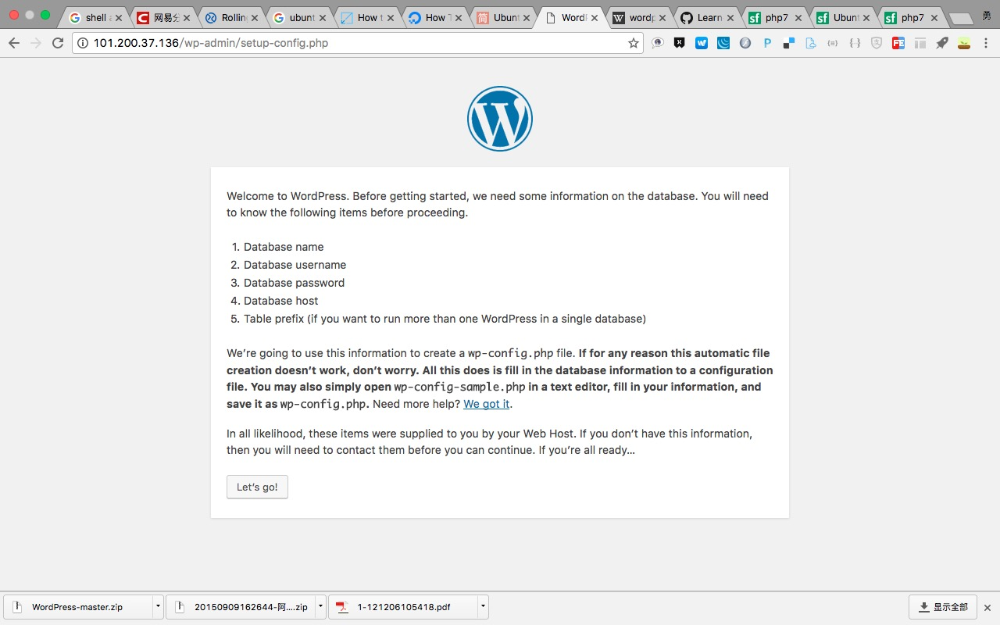 shell a
网易分
Rolling
ubunt
How t
How T
Ubunt
WordP
wordp
Learn
php7
Ubunt
php7
勇
101.200.37.136/wp-admin/setup-config.php
Welcome to WordPress. Before getting started, we need some information on the database. You will need
to know the following items before proceeding.
1. Database name
2. Database username
3. Database password
4. Database host
5. Table prefix (if you want to run more than one WordPress in a single database)
We’re going to use this information to create a wp-config.php file. If for any reason this automatic file
creation doesn’t work, don’t worry. All this does is fill in the database information to a configuration
file. You may also simply open wp-config-sample.php in a text editor, fill in your information, and
save it as wp-config.php. Need more help? We got it.
In all likelihood, these items were supplied to you by your Web Host. If you don’t have this information,
then you will need to contact them before you can continue. If you’re all ready…
Let’s go!
WordPress-master.zip
20150909162644-阿....zip
1-121206105418.pdf
显示全部